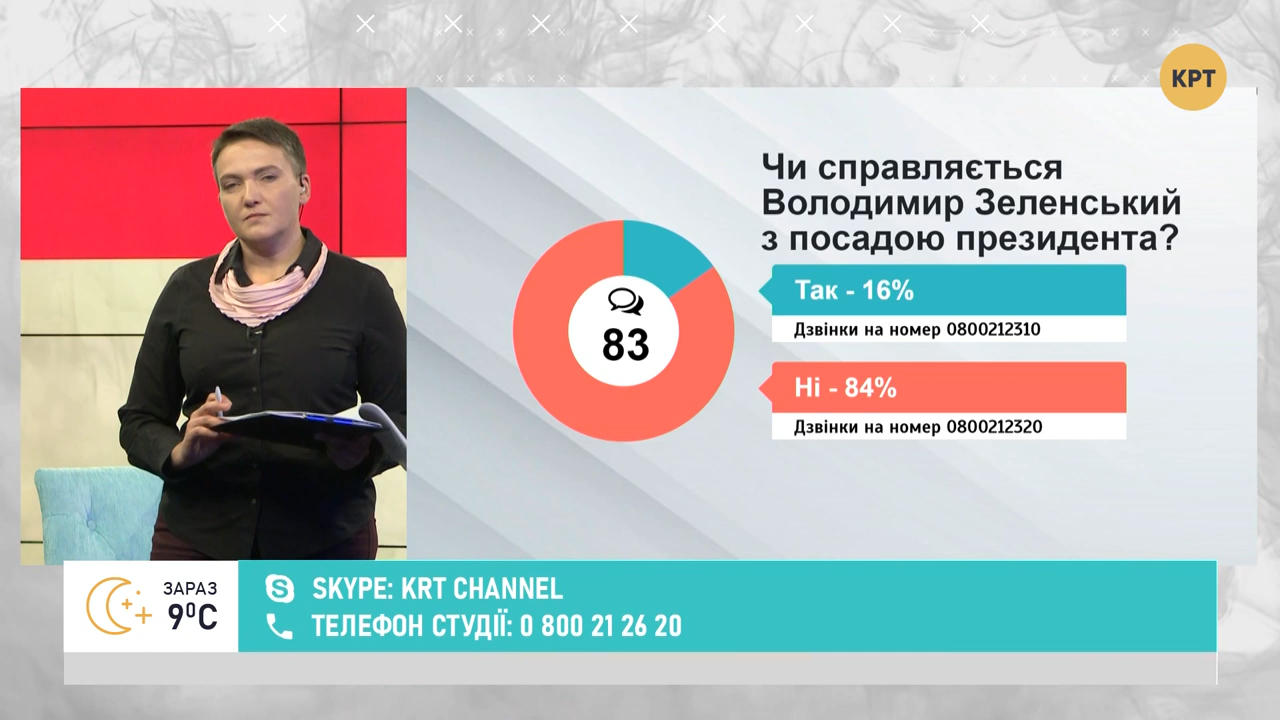 КРТ
Чи справляється
Володимир Зеленський
з посадою президента?
83
Так - 16%
Дзвінки на номер 0800212310
Ні - 84%
Дзвінки на номер 0800212320
ЗАРАЗ
9⁰C
SKYPE: KRT CHANNEL
ТЕЛЕФОН СТУДІЇ: 0 800 21 26 20